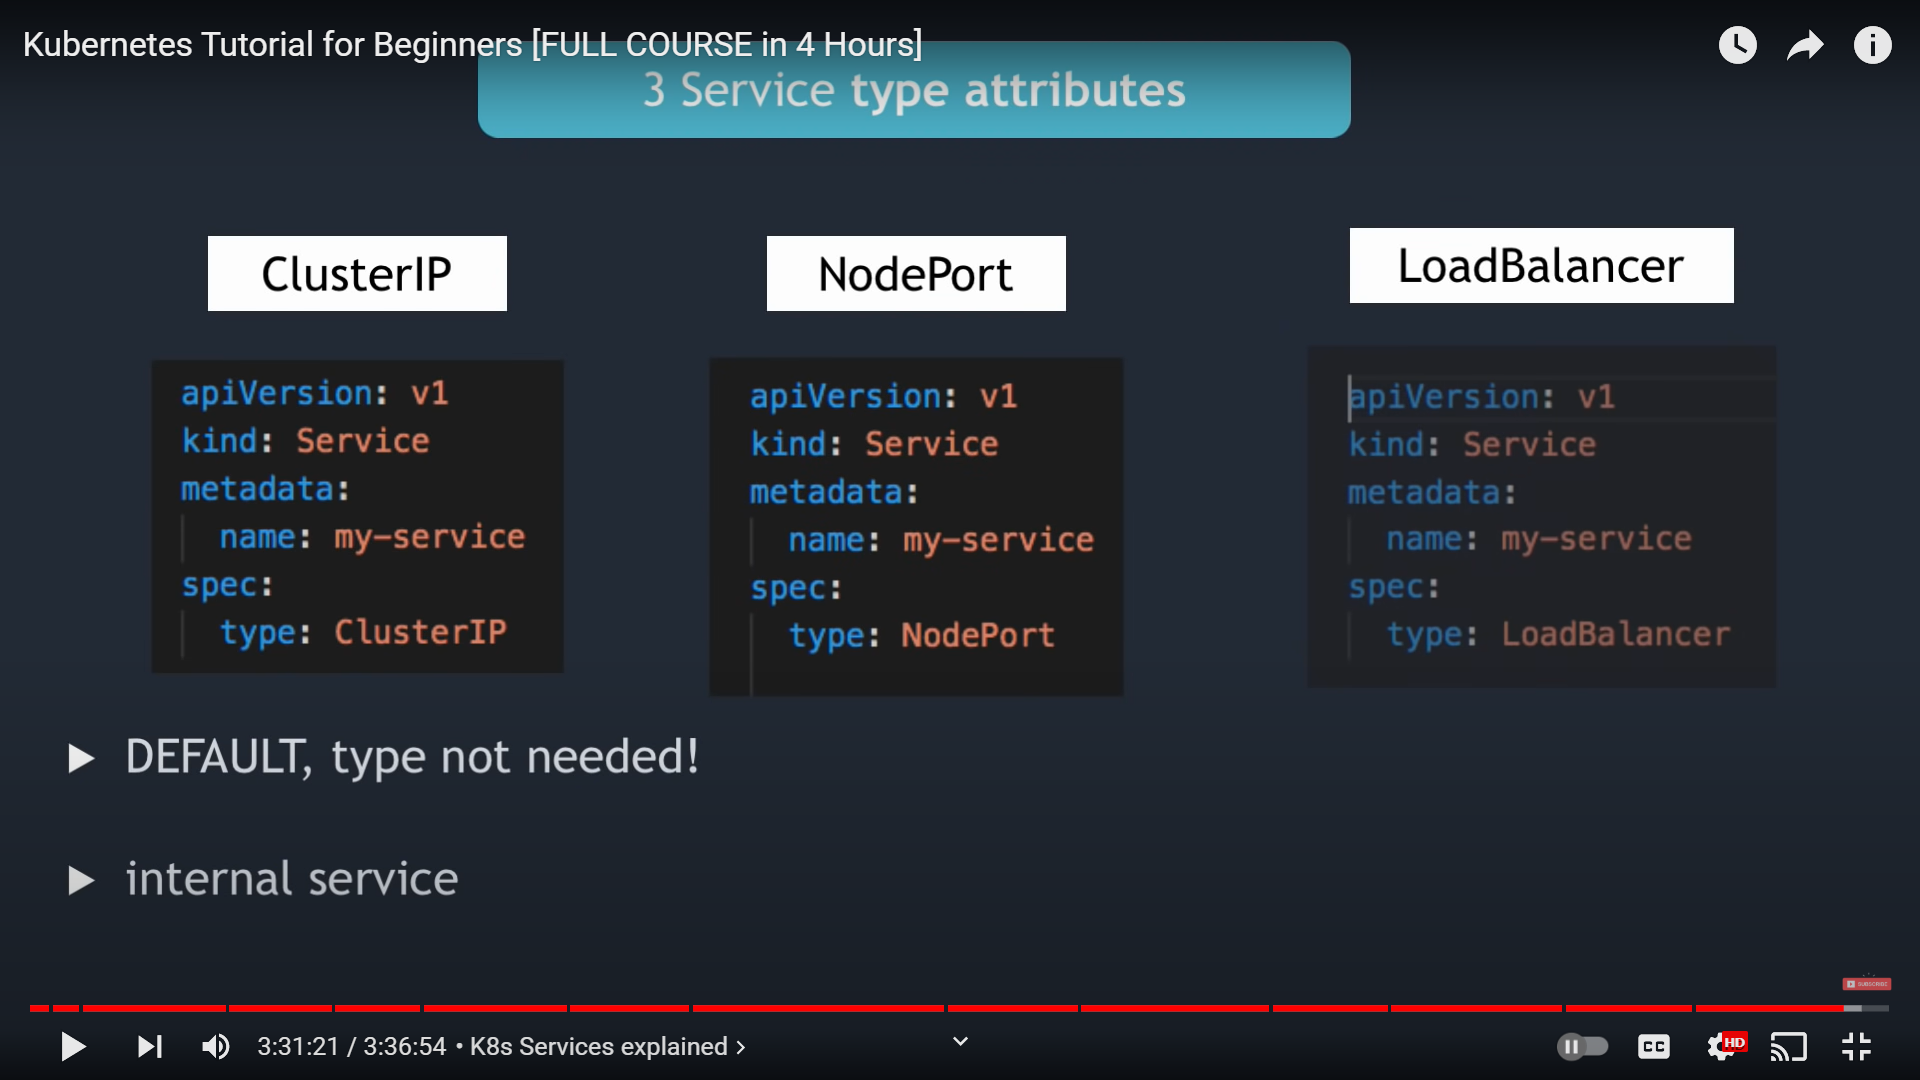 Kubernetes Tutorial for Beginners [FULL COURSE in 4 Hours]
3 Service type attributes
ClusterIP
apiVersion: v1
kind: Service
metadata:
name: my-service
spec:
type: ClusterIP
NodePort
apiVersion: v1
kind: Service
metadata:
name: my-service
spec:
type: NodePort
LoadBalancer
apiVersion: v1
kind: Service
metadata:
name: my-service
spec:
type: LoadBalancer
DEFAULT, type not needed!
internal service
SUBSCRIBE
3:31:21 / 3:36:54 • K8s Services explained
CC
HD